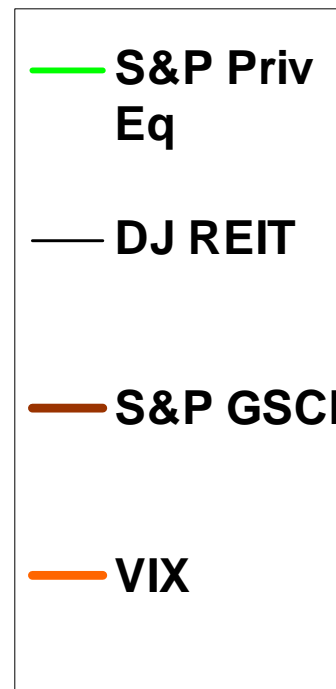 S&P Priv
Eq
DJ REIT
S&P GSCI
VIX